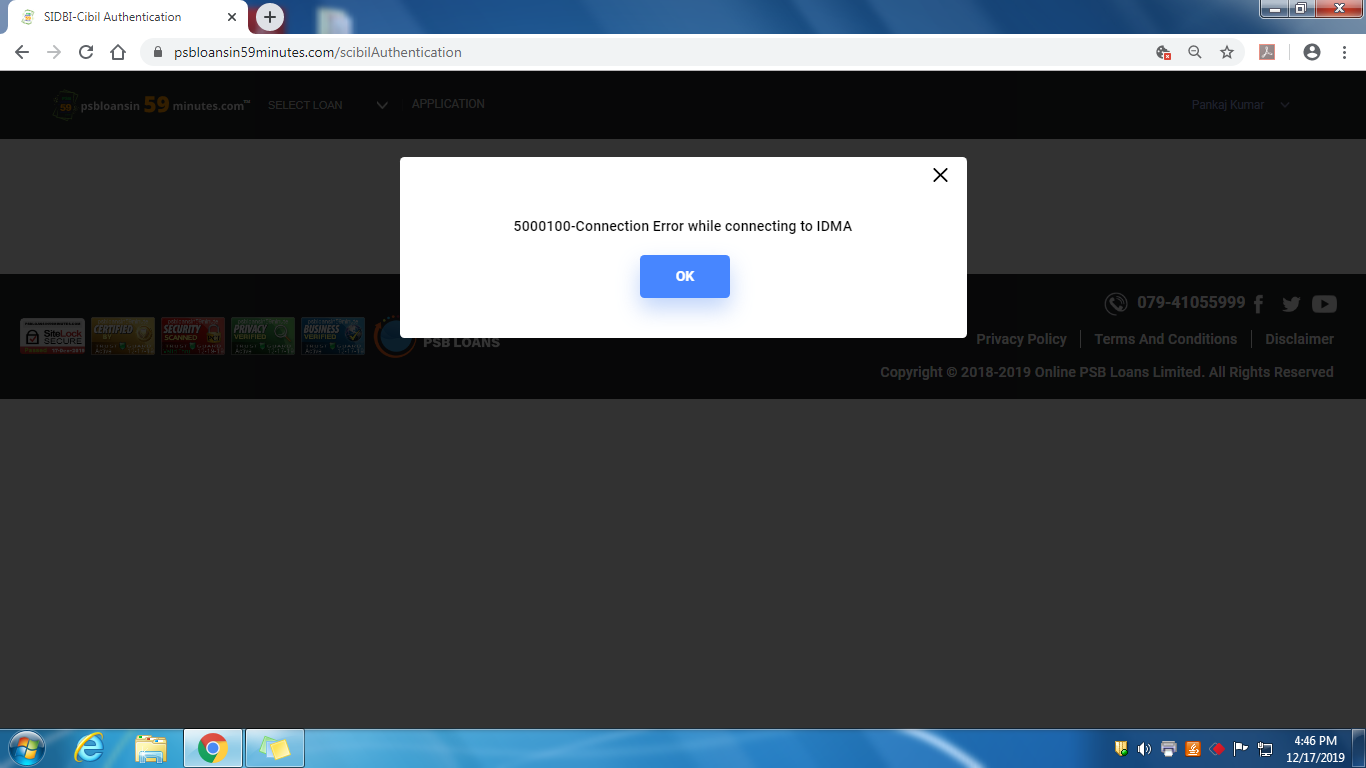 SIDBI-Cibil Authentication
psbloansin59minutes.com/scibilAuthentication
psbloansin 59 minutes.com™ SELECT LOAN APPLICATION Pankaj Kumar
5000100-Connection Error while connecting to IDMA
OK
079-41055999
SiteLock
SECURE
CERTIFIED
BY
SECURITY
SCANNED
PRIVACY
VERIFIED
BUSINESS
VERIFIED
PSB LOANS
Privacy Policy Terms And Conditions Disclaimer
Copyright © 2018-2019 Online PSB Loans Limited. All Rights Reserved
4:46 PM
12/17/2019